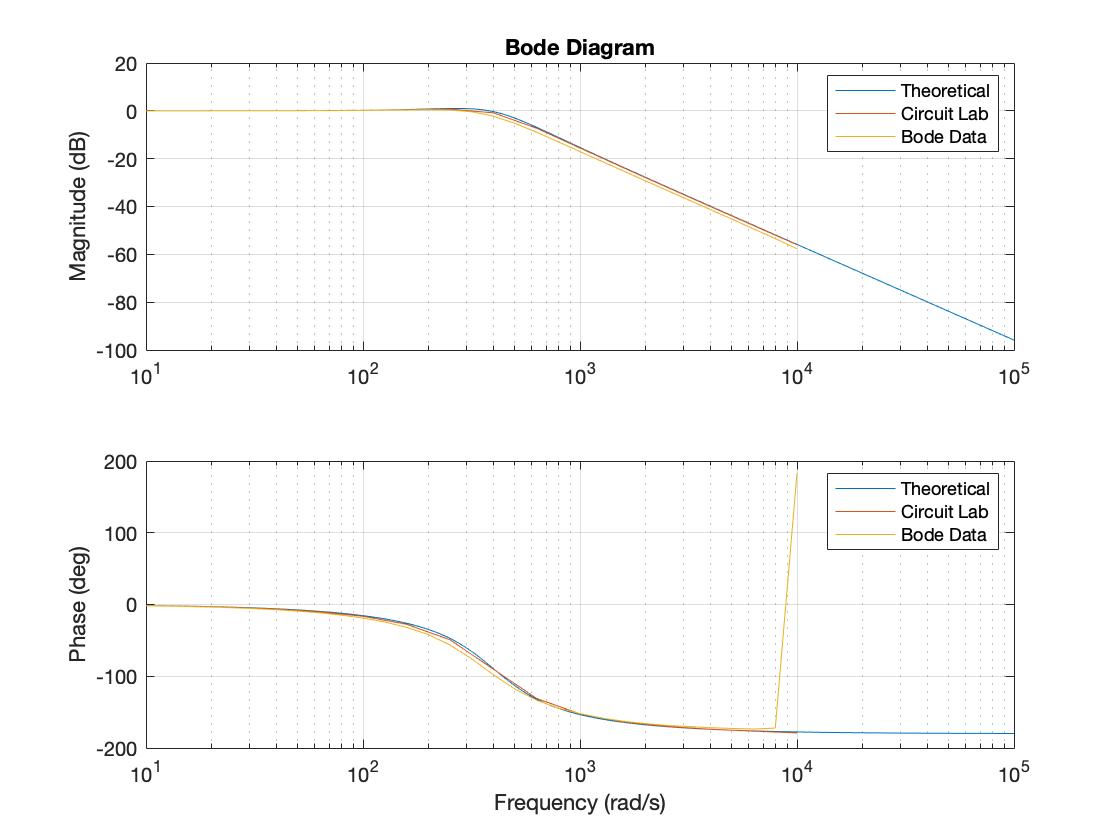 Bode Diagram
Magnitude (dB)
20
0
-20
-40
-60
-80
-100
10^1 10^2 10^3 10^4 10^5
Theoretical
Circuit Lab
Bode Data
Phase (deg)
200
100
0
-100
-200
10^1 10^2 10^3 10^4 10^5
Theoretical
Circuit Lab
Bode Data
Frequency (rad/s)